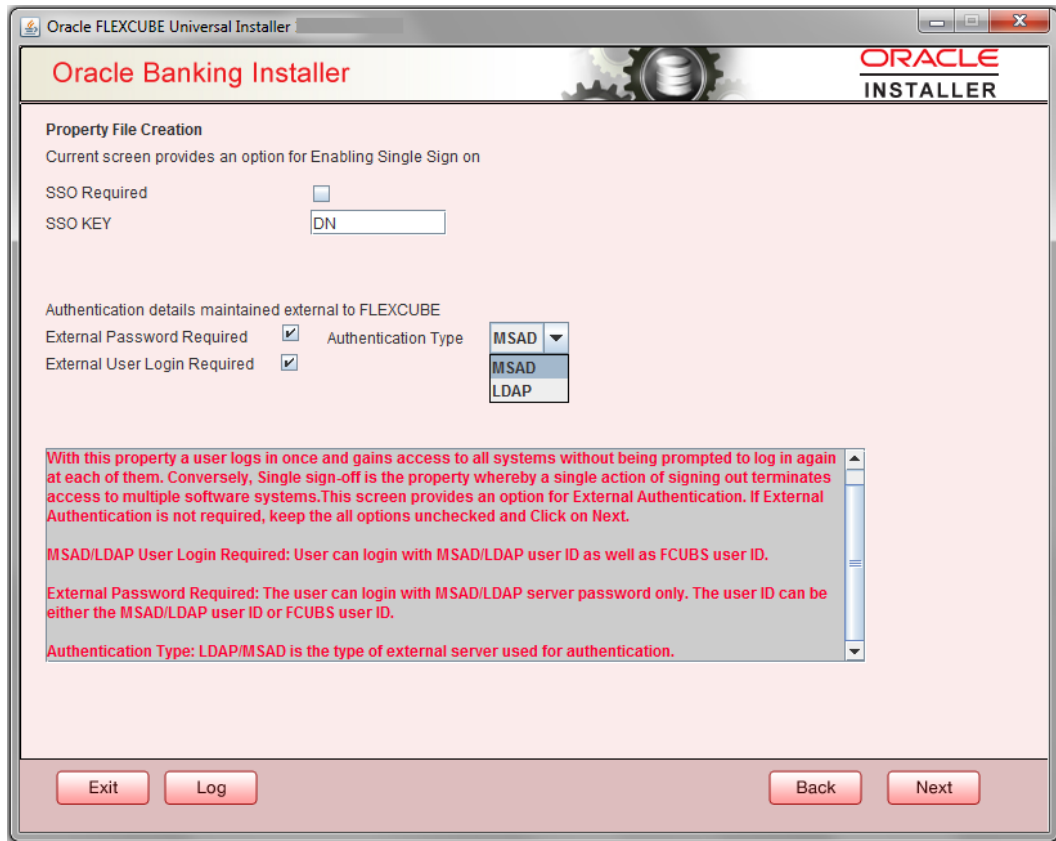 Oracle FLEXCUBE Universal Installer
Oracle Banking Installer
ORACLE
INSTALLER
Property File Creation
Current screen provides an option for Enabling Single Sign on
SSO Required
SSO KEY DN
Authentication details maintained external to FLEXCUBE
External Password Required Authentication Type MSAD
External User Login Required MSAD
LDAP
With this property a user logs in once and gains access to all systems without being prompted to log in again
at each of them. Conversely, Single sign-off is the property whereby a single action of signing out terminates
access to multiple software systems.This screen provides an option for External Authentication. If External
Authentication is not required, keep the all options unchecked and Click on Next.
MSAD/LDAP User Login Required: User can login with MSAD/LDAP user ID as well as FCUBS user ID.
External Password Required: The user can login with MSAD/LDAP server password only. The user ID can be
either the MSAD/LDAP user ID or FCUBS user ID.
Authentication Type: LDAP/MSAD is the type of external server used for authentication.
Exit Log Back Next